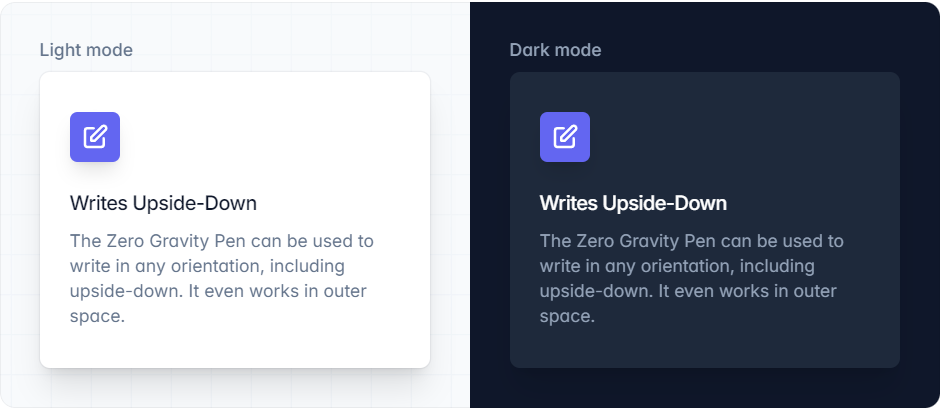 Light mode
Writes Upside-Down
The Zero Gravity Pen can be used to
write in any orientation, including
upside-down. It even works in outer
space.
Dark mode
Writes Upside-Down
The Zero Gravity Pen can be used to
write in any orientation, including
upside-down. It even works in outer
space.